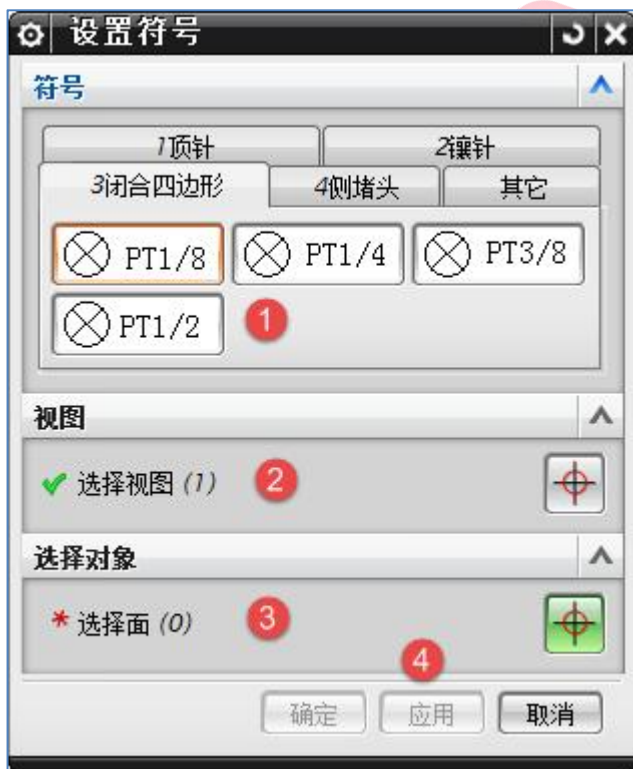 设置符号
符号
1顶针 2镶针
3闭合四边形 4侧堵头 其它
PT1/8 PT1/4 PT3/8
PT1/2 1
视图
选择视图 (1) 2
选择对象
* 选择面 (0) 3
4
确定 应用 取消